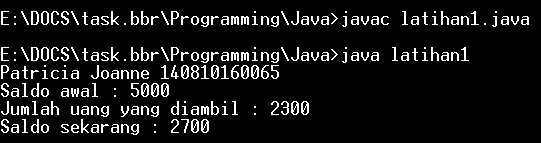 E:\DOCS\task.bbr\Programming\Java>javac latihan1.java
E:\DOCS\task.bbr\Programming\Java>java latihan1
Patricia Joanne 140810160065
Saldo awal : 5000
Jumlah uang yang diambil : 2300
Saldo sekarang : 2700